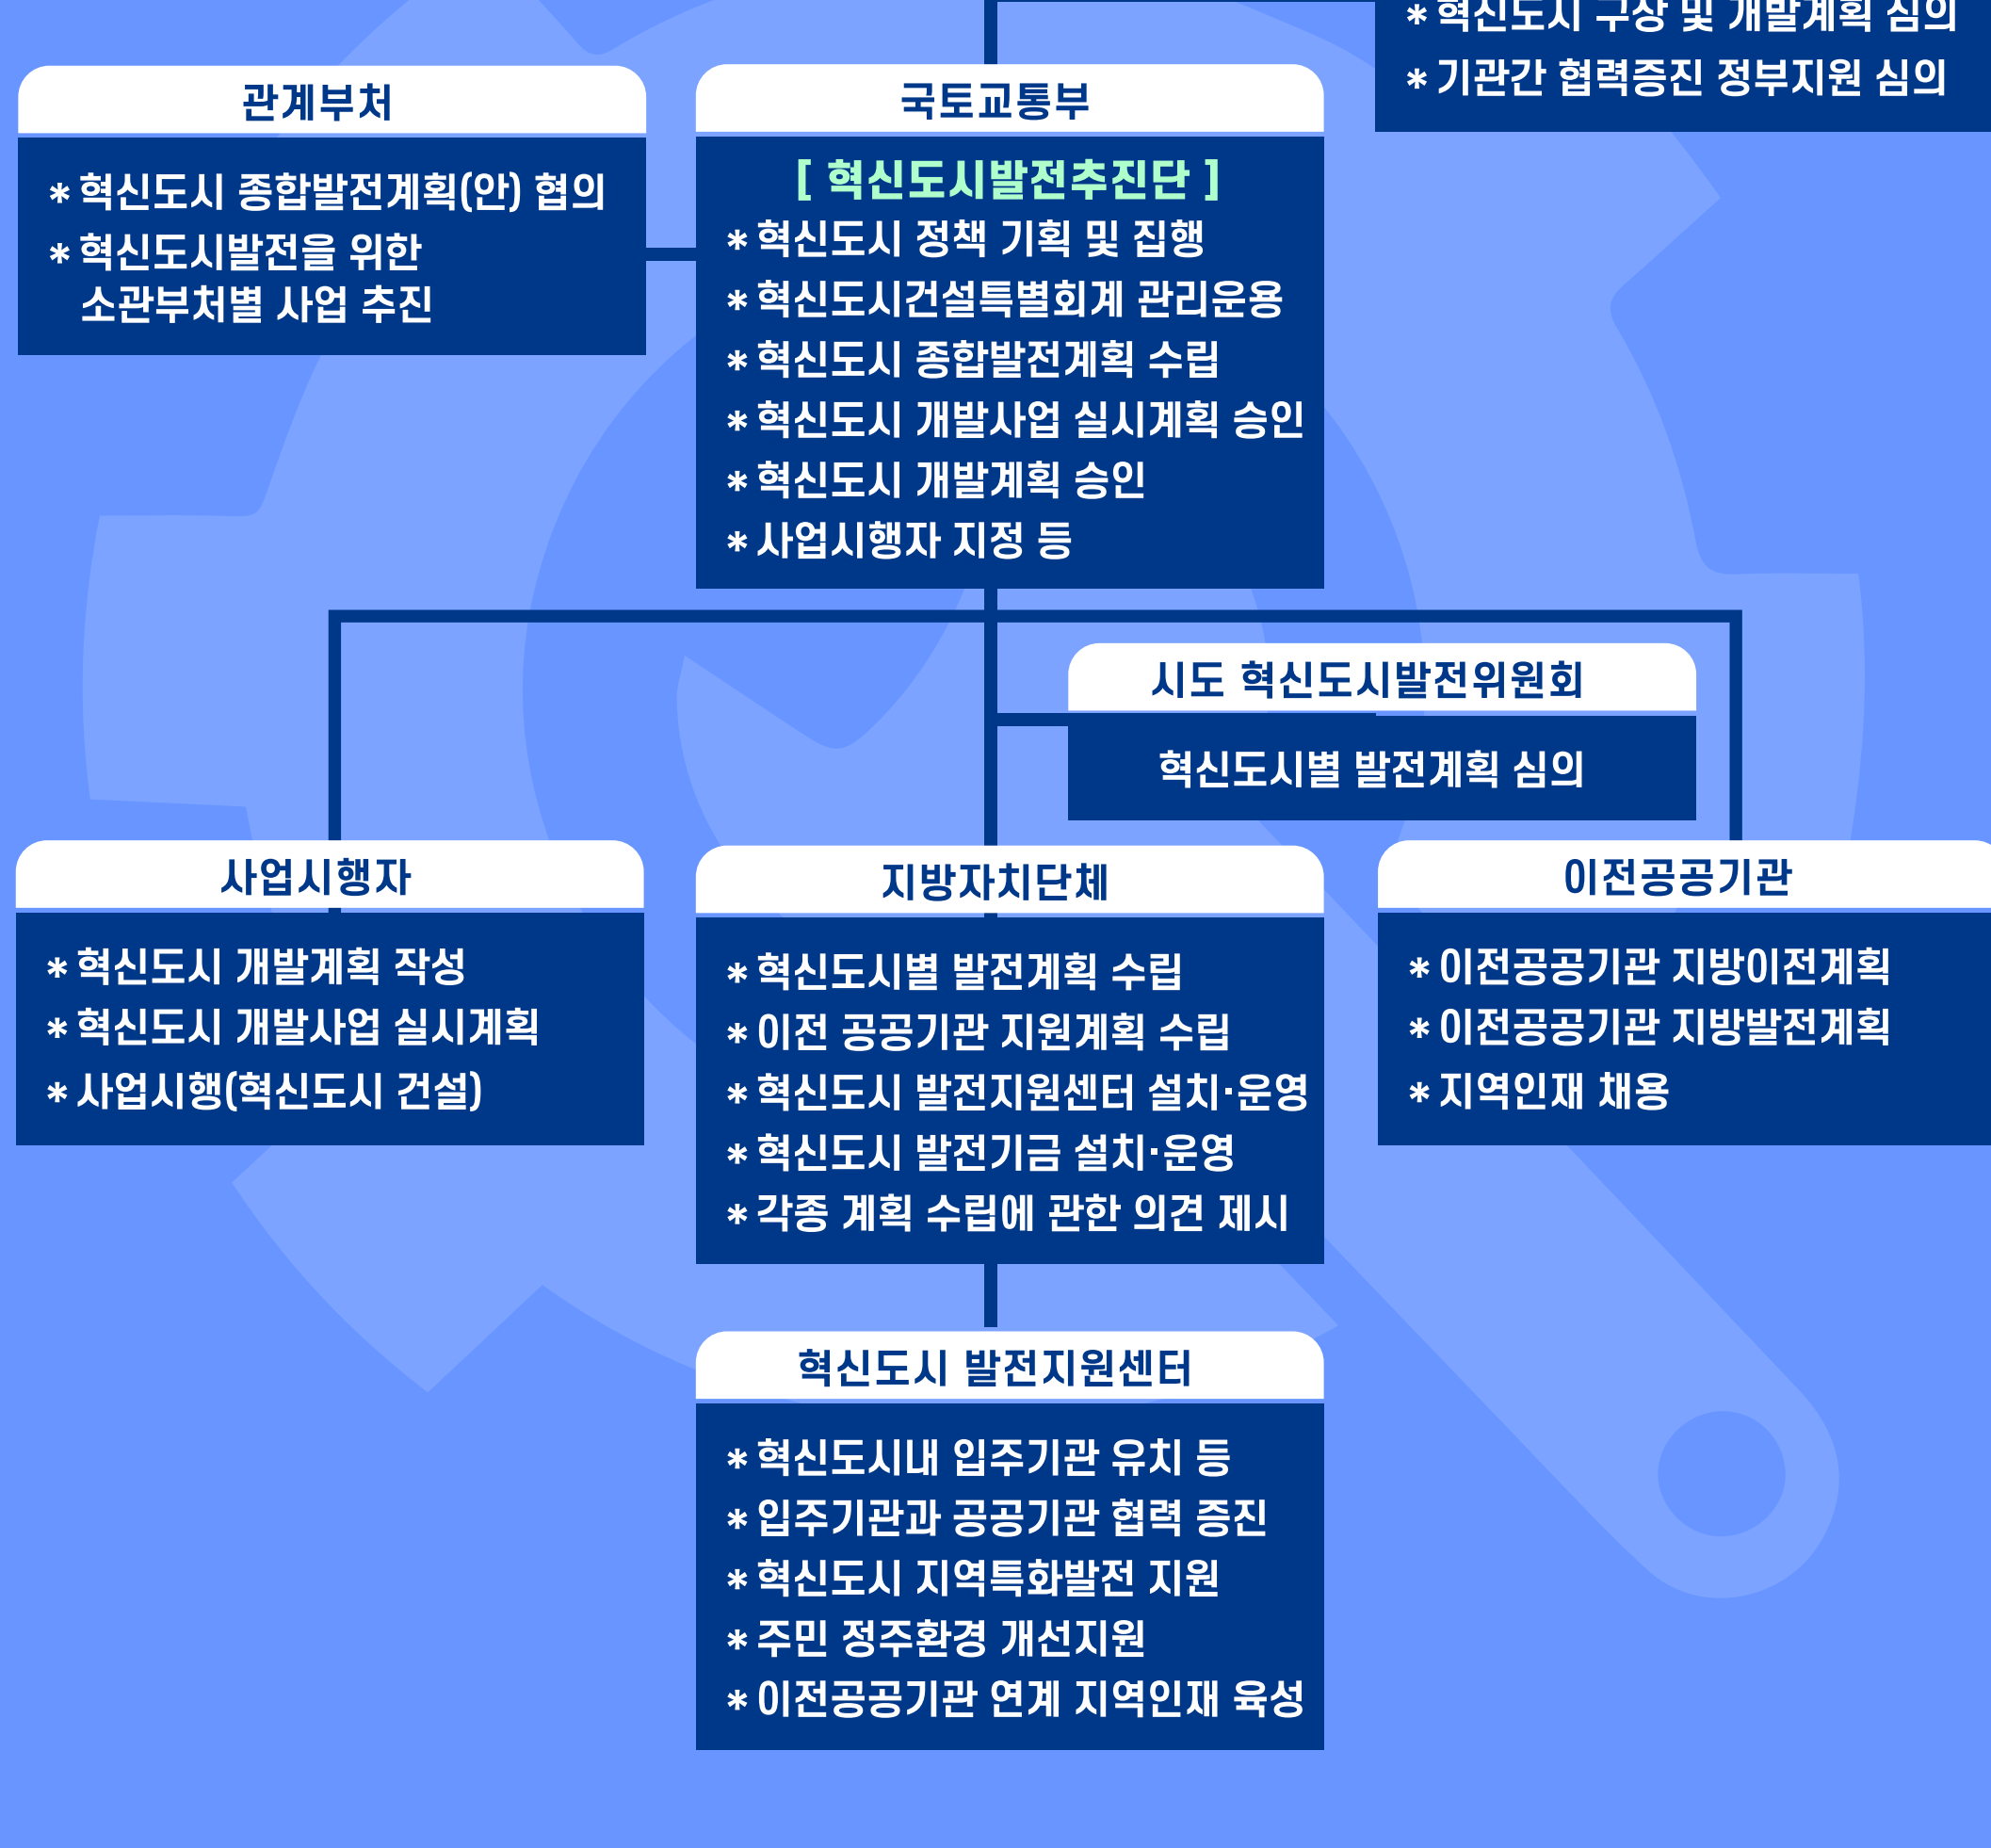 * 혁신도시 구상 및 개발계획 심의
* 기관간 협력증진 정부지원 심의
관계부처
* 혁신도시 종합발전계획(안) 협의
* 혁신도시발전을 위한
소관부처별 사업 추진
국토교통부
[ 혁신도시발전추진단 ]
* 혁신도시 정책 기획 및 집행
* 혁신도시건설특별회계 관리운용
* 혁신도시 종합발전계획 수립
* 혁신도시 개발사업 실시계획 승인
* 혁신도시 개발계획 승인
* 사업시행자 지정 등
시도 혁신도시발전위원회
혁신도시별 발전계획 심의
사업시행자
* 혁신도시 개발계획 작성
* 혁신도시 개발사업 실시계획
* 사업시행(혁신도시 건설)
지방자치단체
* 혁신도시별 발전계획 수립
* 이전 공공기관 지원계획 수립
* 혁신도시 발전지원센터 설치·운영
* 혁신도시 발전기금 설치·운영
* 각종 계획 수립에 관한 의견 제시
이전공공기관
* 이전공공기관 지방이전계획
* 이전공공기관 지방발전계획
* 지역인재 채용
혁신도시 발전지원센터
* 혁신도시내 입주기관 유치 등
* 입주기관과 공공기관 협력 증진
* 혁신도시 지역특화발전 지원
* 주민 정주환경 개선지원
* 이전공공기관 연계 지역인재 육성